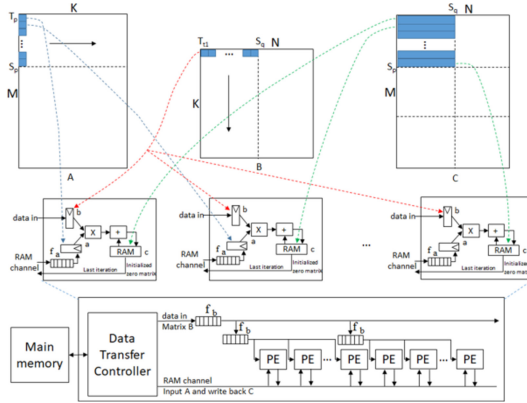 K
T_p
S_p
M
A
T_t1
...
S_q
N
K
B
S_q
N
S_p
M
C
b
data in
X
+
a
f_a
RAM
c
RAM
channel
Last iteration
Initialized
zero matrix
b
data in
X
+
a
f_a
RAM
c
RAM
channel
Last iteration
Initialized
zero matrix
...
b
data in
X
+
a
f_a
RAM
c
RAM
channel
Last iteration
Initialized
zero matrix
Main
memory
Data
Transfer
Controller
data in
Matrix B
f_b
f_b
f_b
PE
PE
...
PE
PE
PE
...
PE
RAM channel
Input A and write back C